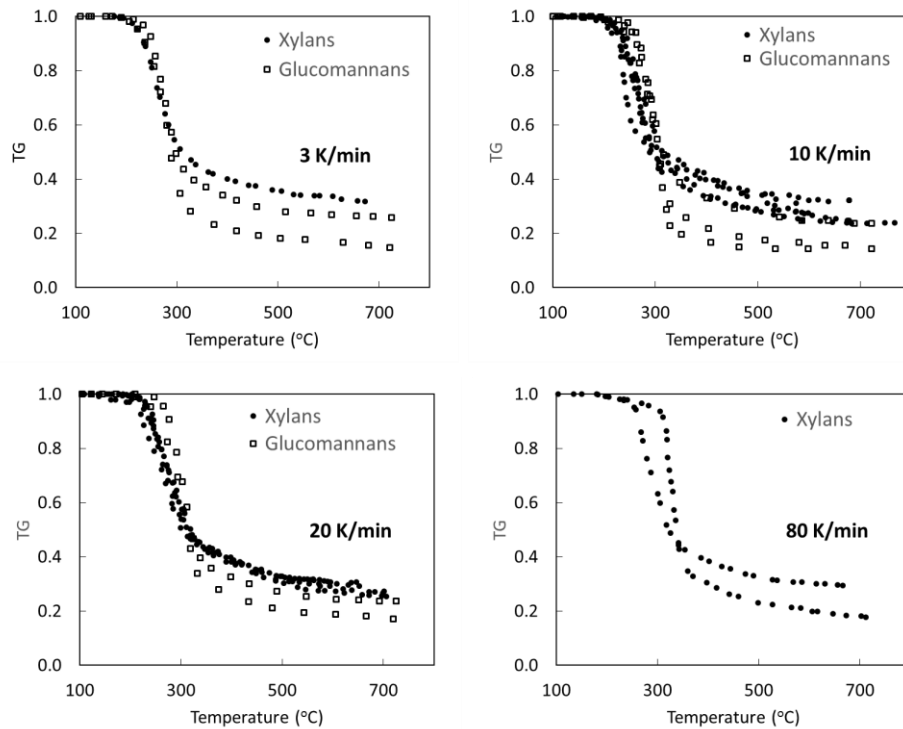 1.0
0.8
0.6
0.4
0.2
0.0
TG
Xylans
Glucomannans
3 K/min
100 300 500 700
Temperature (°C)
1.0
0.8
0.6
0.4
0.2
0.0
TG
Xylans
Glucomannans
10 K/min
100 300 500 700
Temperature (°C)
1.0
0.8
0.6
0.4
0.2
0.0
TG
Xylans
Glucomannans
20 K/min
100 300 500 700
Temperature (°C)
1.0
0.8
0.6
0.4
0.2
0.0
TG
Xylans
80 K/min
100 300 500 700
Temperature (°C)